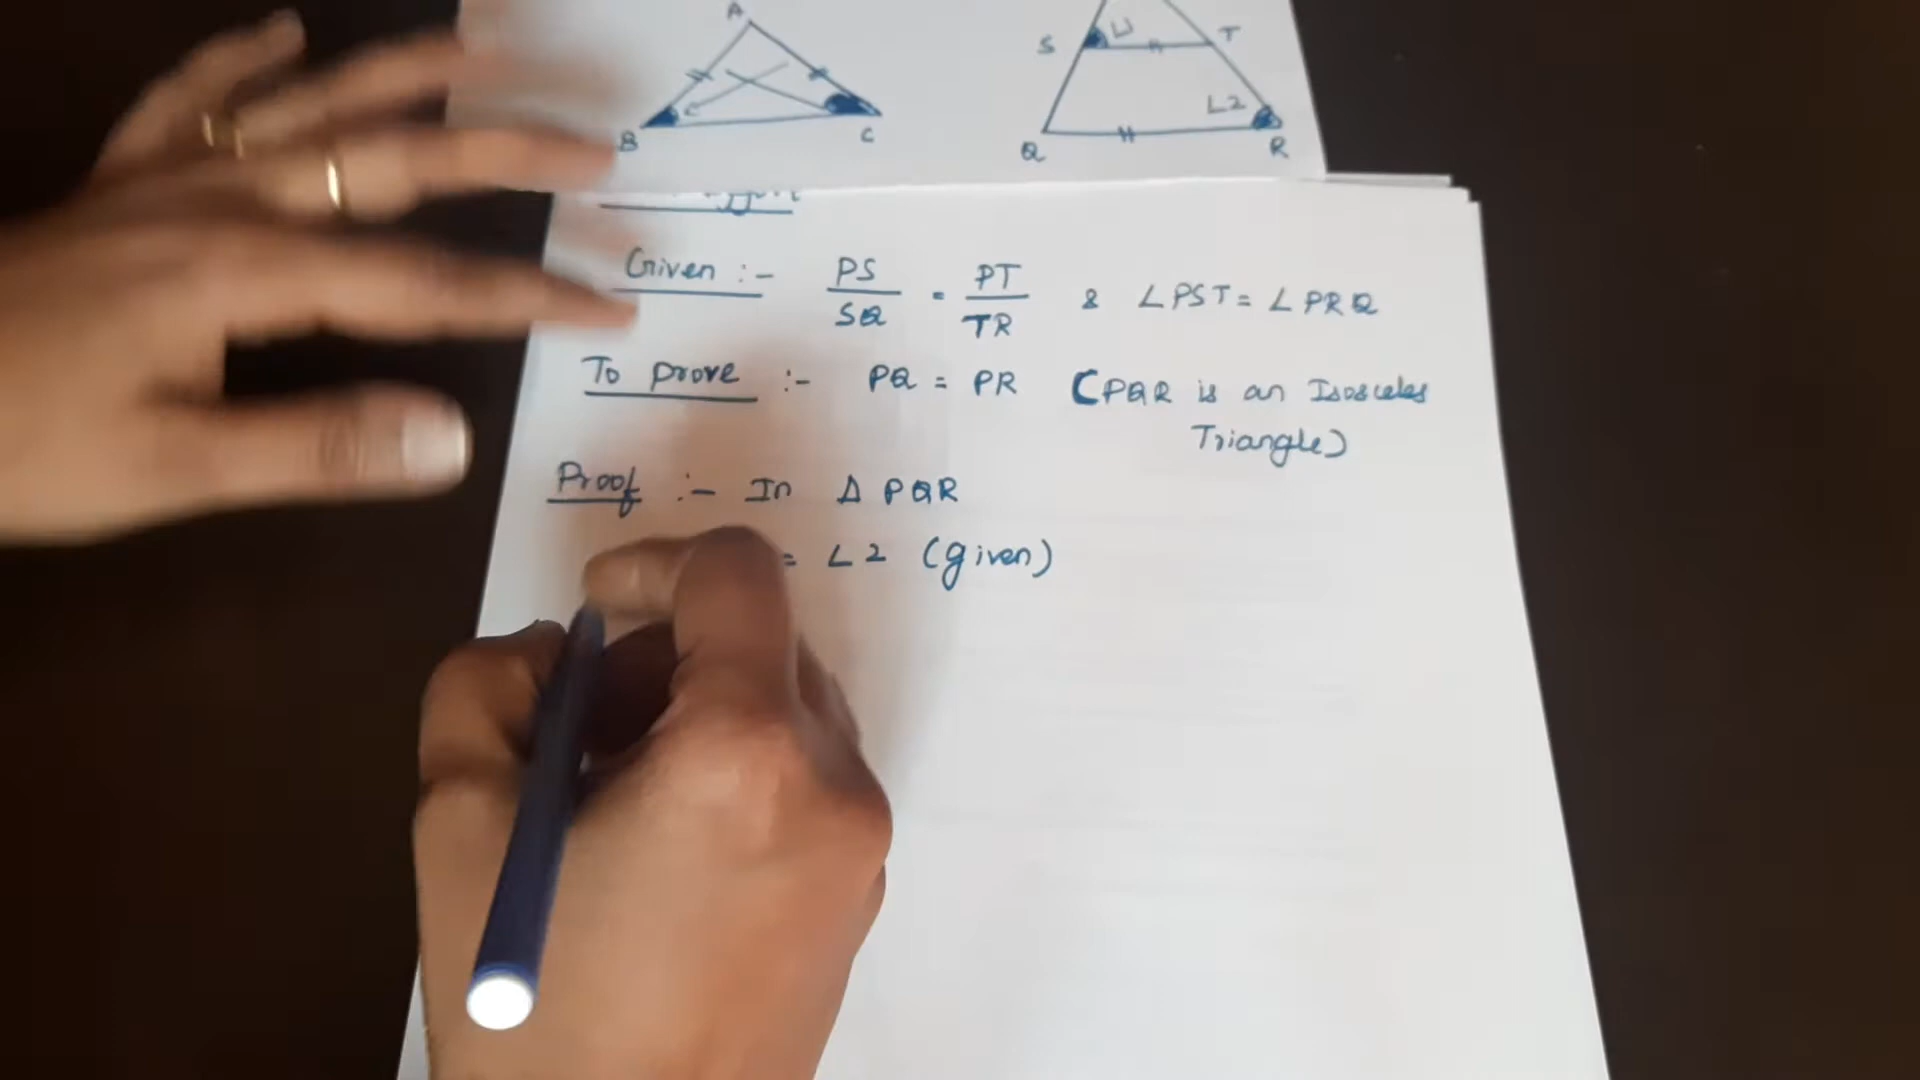 A
B
C
S
∠1
T
∠2
Q
R
Given :- PS/SQ = PT/TR & ∠PST = ∠PRQ
To prove :- PQ = PR (PQR is an Isosceles
Triangle)
Proof :- In Δ PQR
= ∠2 (given)